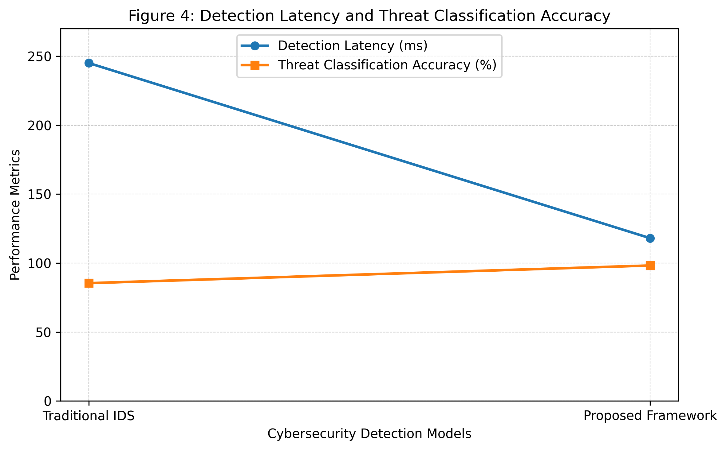 Figure 4: Detection Latency and Threat Classification Accuracy
Detection Latency (ms)
Threat Classification Accuracy (%)
Performance Metrics
250
200
150
100
50
0
Traditional IDS
Proposed Framework
Cybersecurity Detection Models